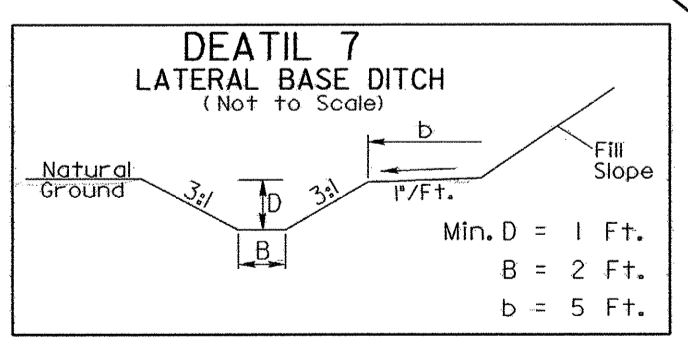 DEATIL 7
LATERAL BASE DITCH
(Not to Scale)
b
Natural
Ground
3:1
D
3:1
1"/Ft.
Fill
Slope
B
Min. D = 1 Ft.
B = 2 Ft.
b = 5 Ft.